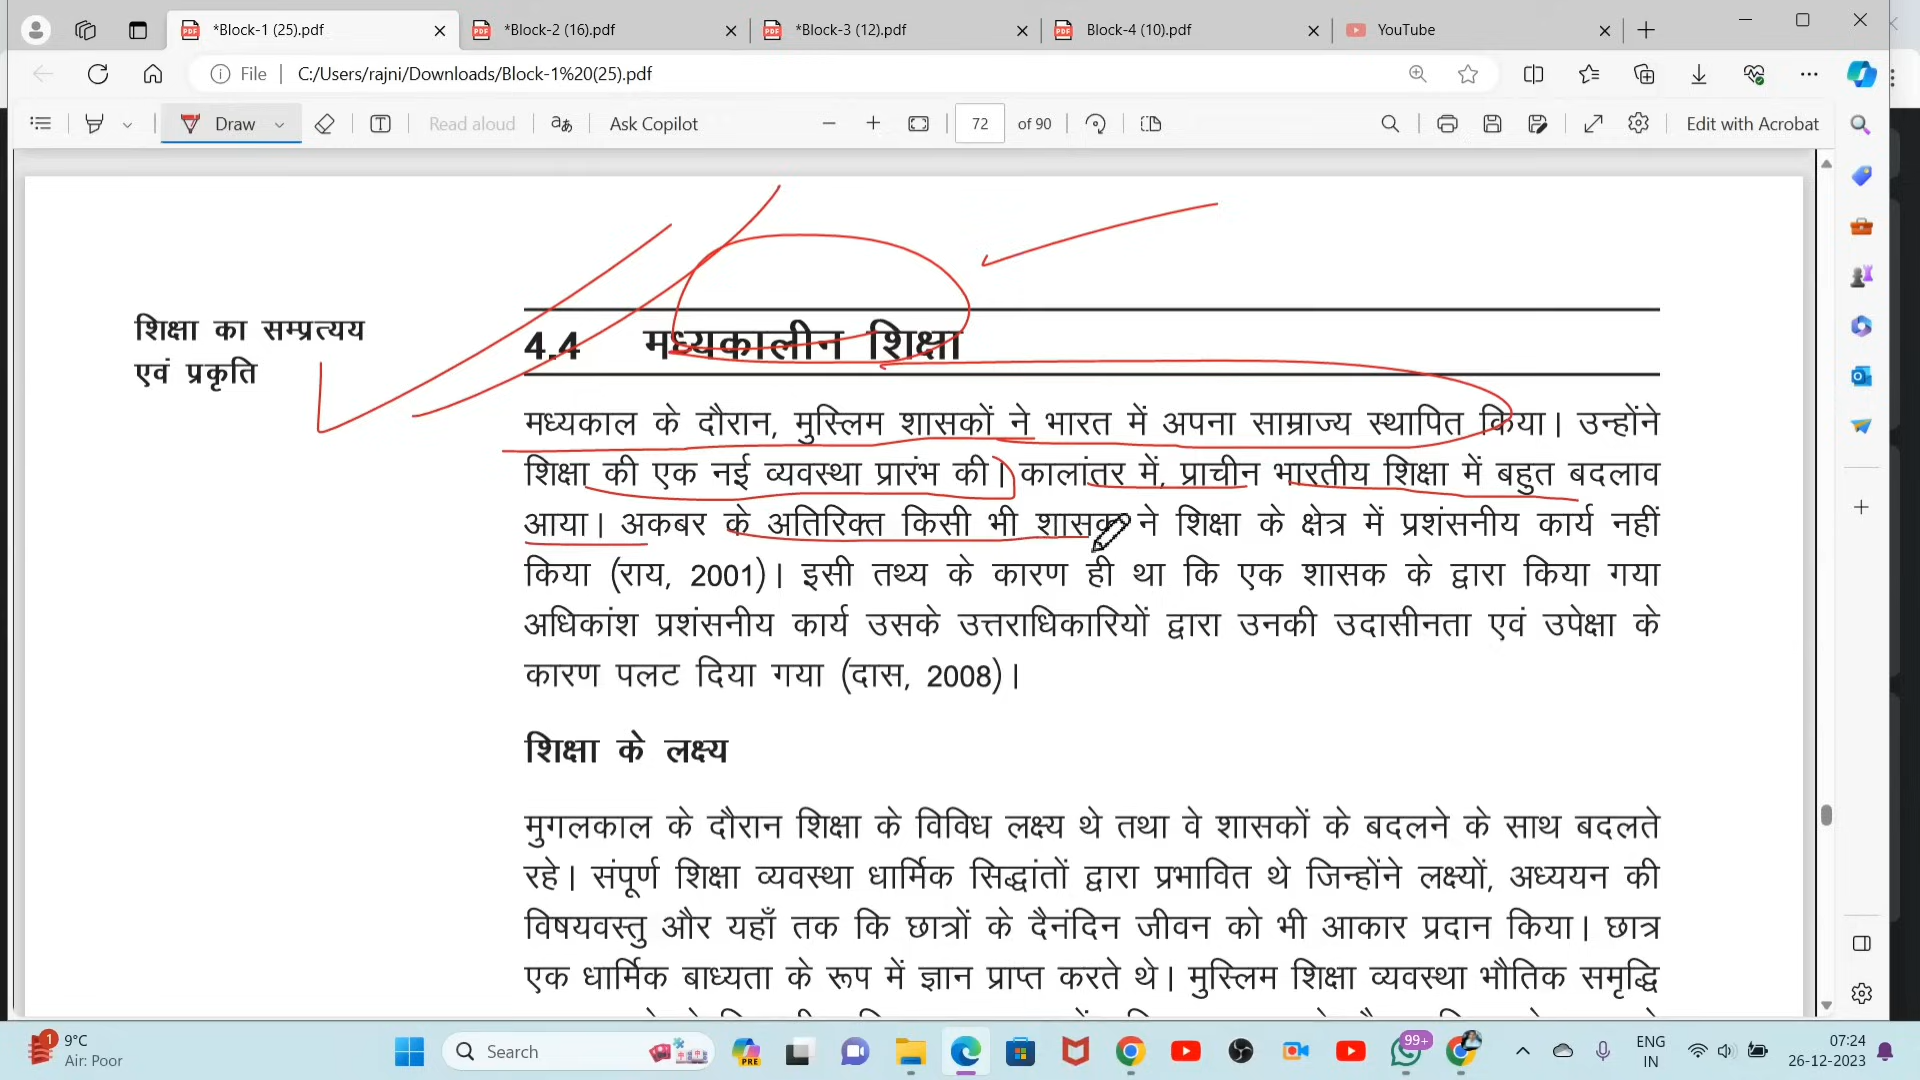 *Block-1 (25).pdf
*Block-2 (16).pdf
*Block-3 (12).pdf
Block-4 (10).pdf
YouTube
File
C:/Users/rajni/Downloads/Block-1%20(25).pdf
Draw
Read aloud
Ask Copilot
72
of 90
Edit with Acrobat
शिक्षा का सम्प्रत्यय
एवं प्रकृति
4.4 मध्यकालीन शिक्षा
मध्यकाल के दौरान, मुस्लिम शासकों ने भारत में अपना साम्राज्य स्थापित किया। उन्होंने
शिक्षा की एक नई व्यवस्था प्रारंभ की। कालांतर में, प्राचीन भारतीय शिक्षा में बहुत बदलाव
आया। अकबर के अतिरिक्त किसी भी शासक ने शिक्षा के क्षेत्र में प्रशंसनीय कार्य नहीं
किया (राय, 2001)। इसी तथ्य के कारण ही था कि एक शासक के द्वारा किया गया
अधिकांश प्रशंसनीय कार्य उसके उत्तराधिकारियों द्वारा उनकी उदासीनता एवं उपेक्षा के
कारण पलट दिया गया (दास, 2008)।
शिक्षा के लक्ष्य
मुगलकाल के दौरान शिक्षा के विविध लक्ष्य थे तथा वे शासकों के बदलने के साथ बदलते
रहे। संपूर्ण शिक्षा व्यवस्था धार्मिक सिद्धांतों द्वारा प्रभावित थे जिन्होंने लक्ष्यों, अध्ययन की
विषयवस्तु और यहाँ तक कि छात्रों के दैनंदिन जीवन को भी आकार प्रदान किया। छात्र
एक धार्मिक बाध्यता के रूप में ज्ञान प्राप्त करते थे। मुस्लिम शिक्षा व्यवस्था भौतिक समृद्धि
1
9°C
Air: Poor
Search
PRE
99+
ENG
IN
07:24
26-12-2023